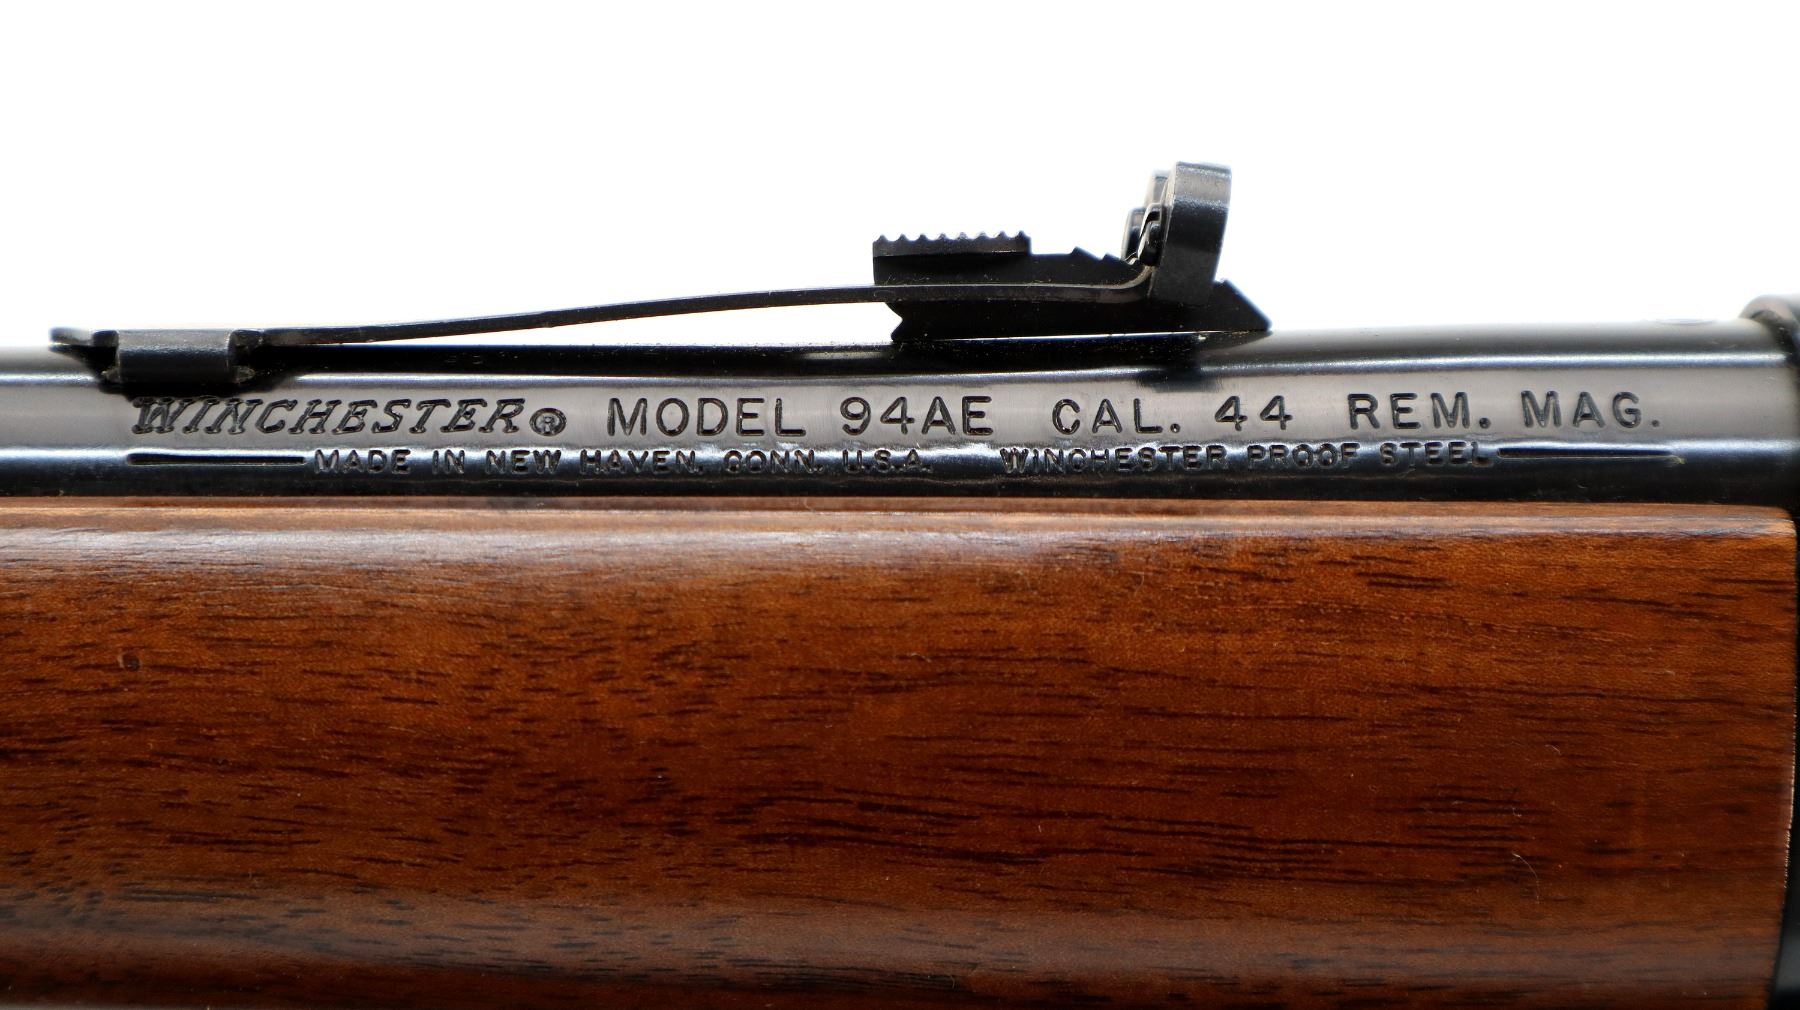 WINCHESTER® MODEL 94AE CAL. 44 REM. MAG.
MADE IN NEW HAVEN, CONN. U.S.A. WINCHESTER PROOF STEEL